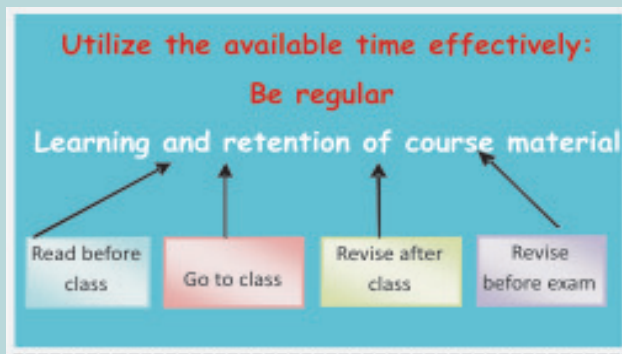 Utilize the available time effectively:
Be regular
Learning and retention of course material
Read before
class
Go to class
Revise after
class
Revise
before exam